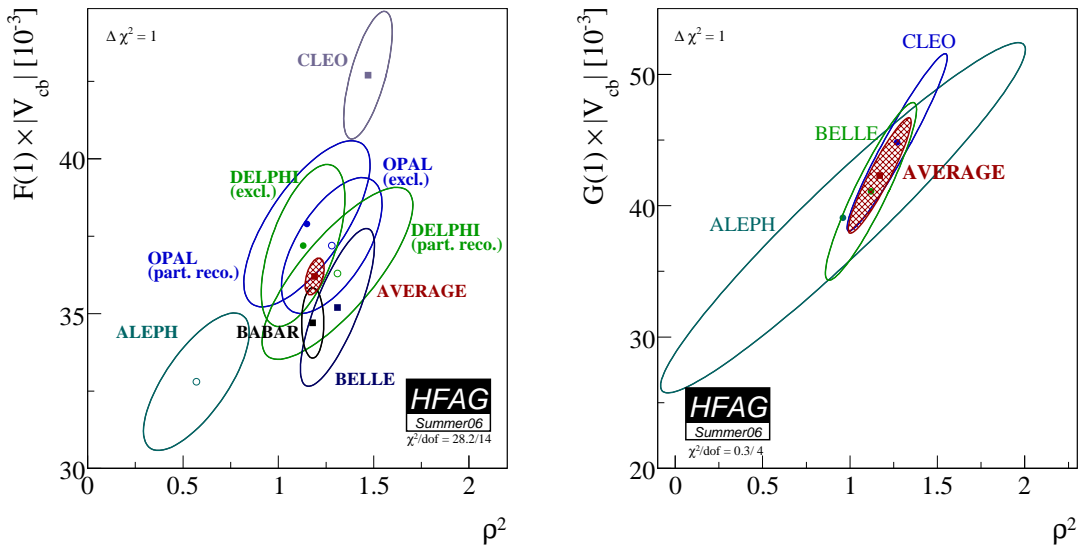 F(1) × |V_cb| [10⁻³]
Δ χ² = 1
CLEO
40
DELPHI
(excl.)
OPAL
(excl.)
DELPHI
(part. reco.)
OPAL
(part. reco.)
AVERAGE
35
ALEPH
BABAR
BELLE
HFAG
Summer06
χ²/dof = 28.2/14
30
0
0.5
1
1.5
2
ρ²
G(1) × |V_cb| [10⁻³]
Δ χ² = 1
CLEO
50
BELLE
AVERAGE
40
ALEPH
30
HFAG
Summer06
χ²/dof = 0.3/ 4
20
0
0.5
1
1.5
2
ρ²